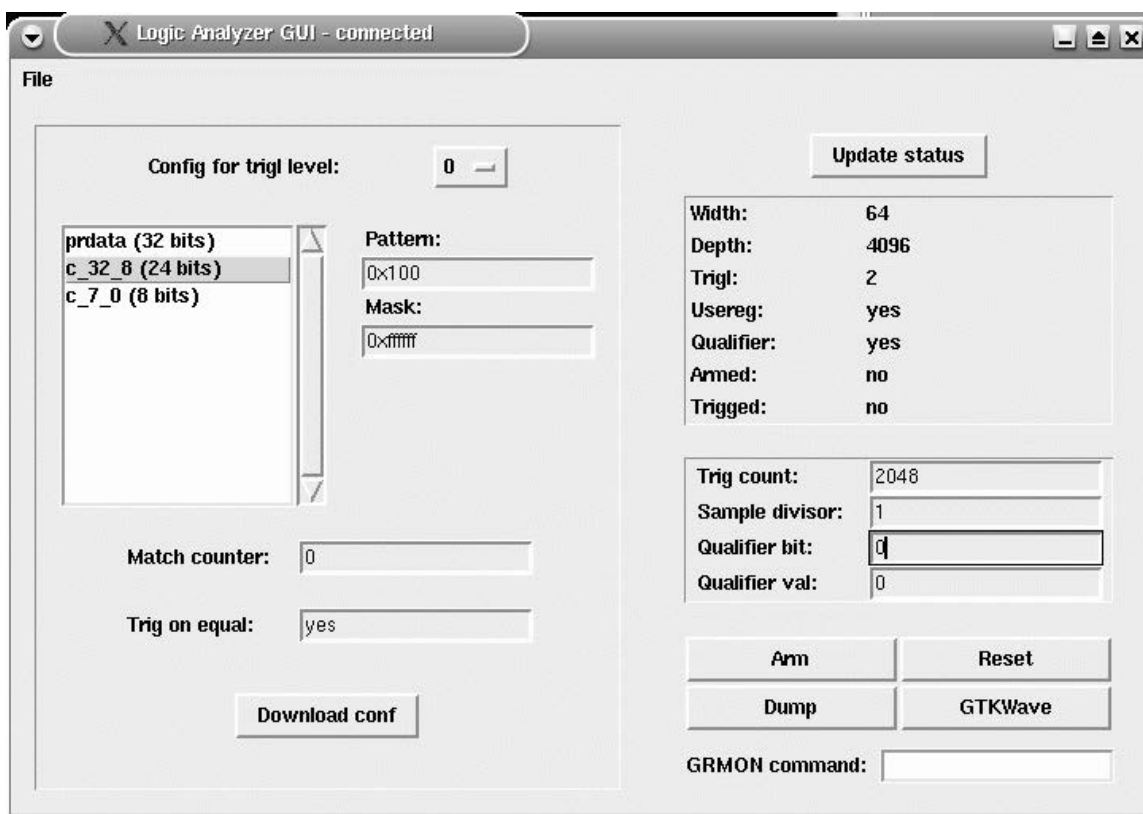 Logic Analyzer GUI - connected
File
Config for trigl level: 0
prdata (32 bits)
c_32_8 (24 bits)
c_7_0 (8 bits)
Pattern:
0x100
Mask:
0xffffff
Match counter: 0
Trig on equal: yes
Download conf
Update status
Width: 64
Depth: 4096
Trigl: 2
Usereg: yes
Qualifier: yes
Armed: no
Trigged: no
Trig count: 2048
Sample divisor: 1
Qualifier bit: 0
Qualifier val: 0
Arm Reset
Dump GTKWave
GRMON command: